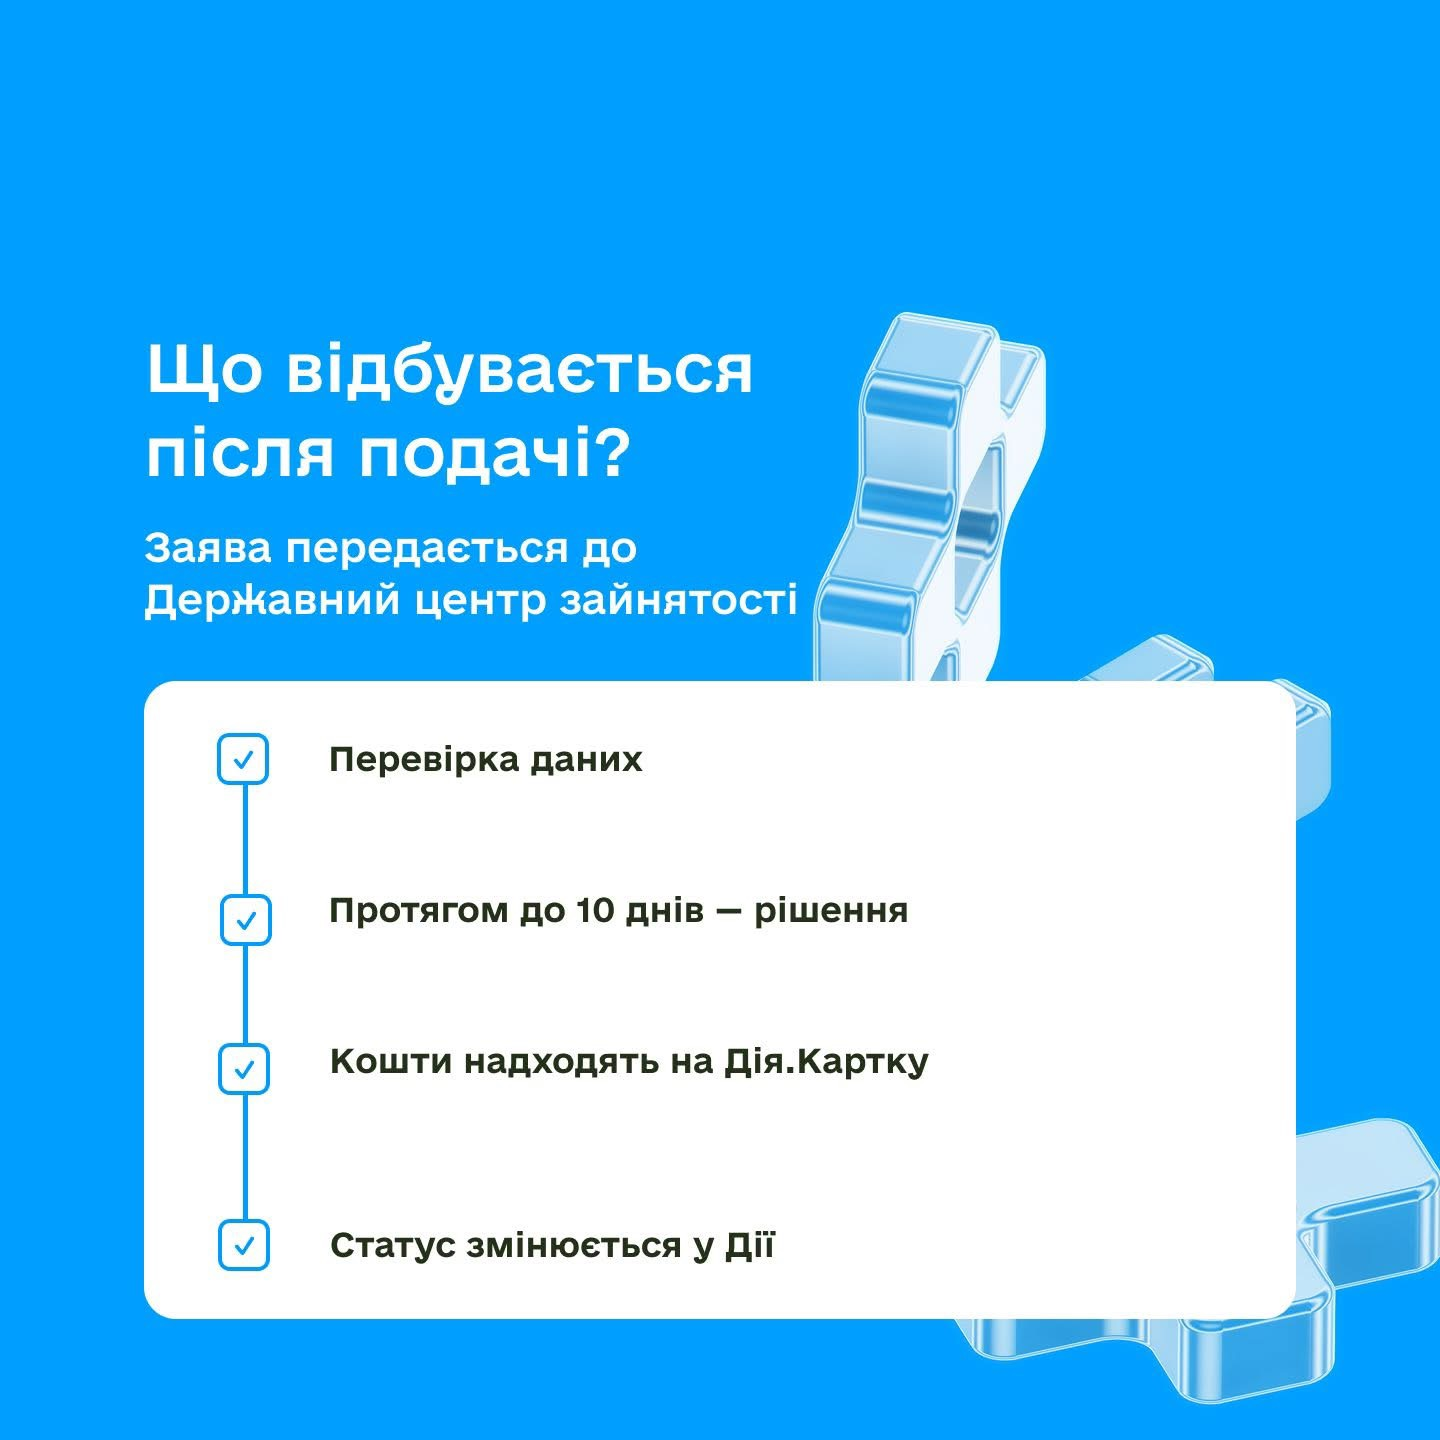 Що відбувається
після подачі?
Заява передається до
Державний центр зайнятості
Перевірка даних
Протягом до 10 днів — рішення
Кошти надходять на Дія.Картку
Статус змінюється у Дії